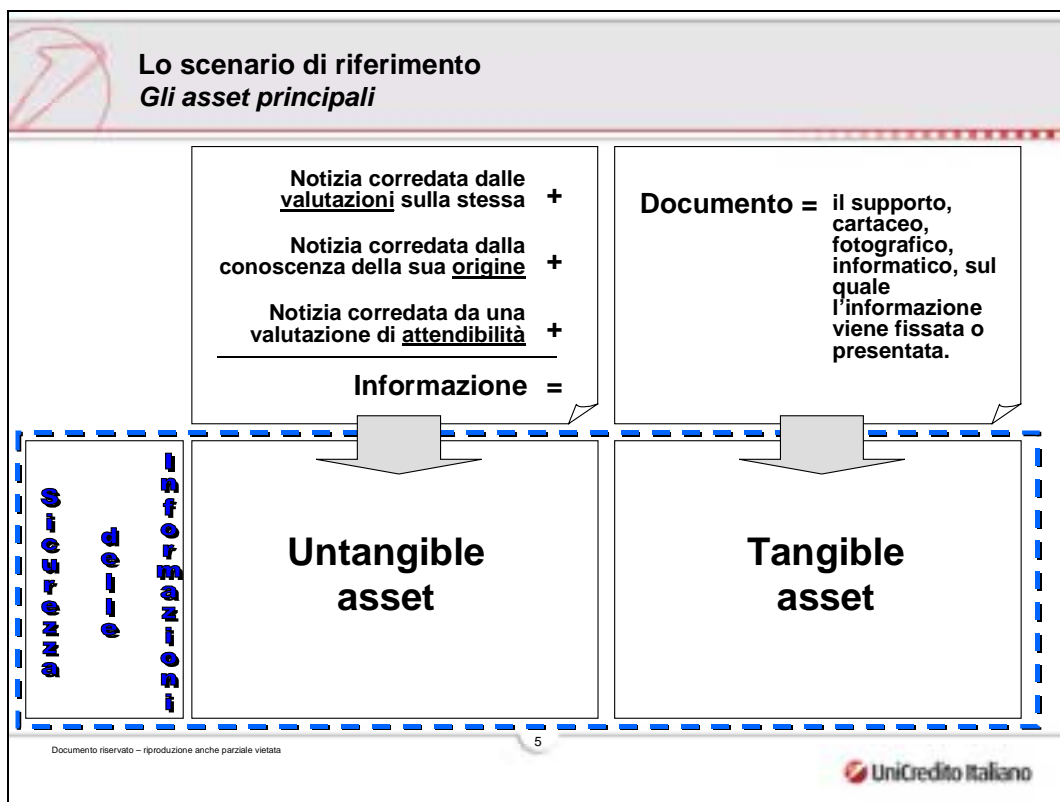 Lo scenario di riferimento
Gli asset principali
Notizia corredata dalle
valutazioni sulla stessa +
Notizia corredata dalla
conoscenza della sua origine +
Notizia corredata da una
valutazione di attendibilità +
Informazione =
Documento = il supporto,
cartaceo,
fotografico,
informatico, sul
quale
l’informazione
viene fissata o
presentata.
Sicurezza
delle
Informazioni
Untangible
asset
Tangible
asset
Documento riservato – riproduzione anche parziale vietata
5
UniCredito Italiano